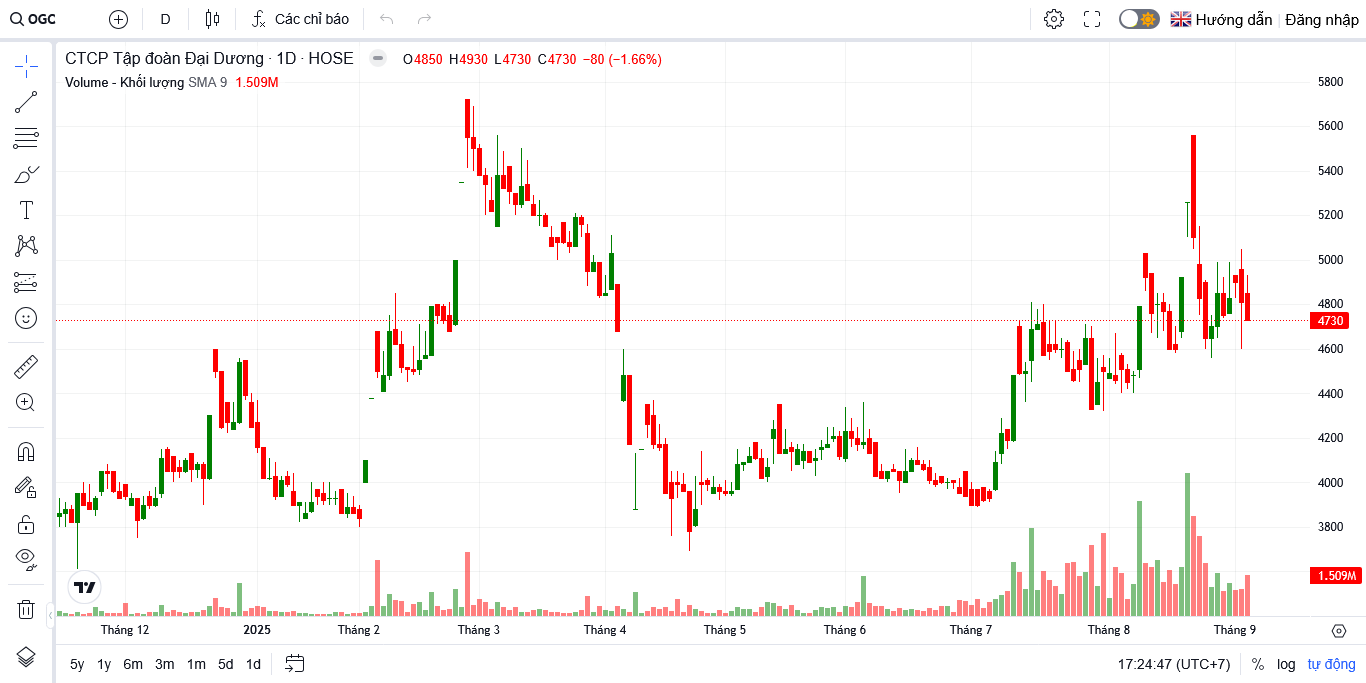 OGC D Các chỉ báo Hướng dẫn Đăng nhập
CTCP Tập đoàn Đại Dương · 1D · HOSE O4850 H4930 L4730 C4730 −80 (−1.66%)
Volume - Khối lượng SMA 9 1.509M
5800
5600
5400
5200
5000
4800
4730
4600
4400
4200
4000
3800
1.509M
Tháng 12 2025 Tháng 2 Tháng 3 Tháng 4 Tháng 5 Tháng 6 Tháng 7 Tháng 8 Tháng 9
5y 1y 6m 3m 1m 5d 1d 17:24:47 (UTC+7) % log tự động